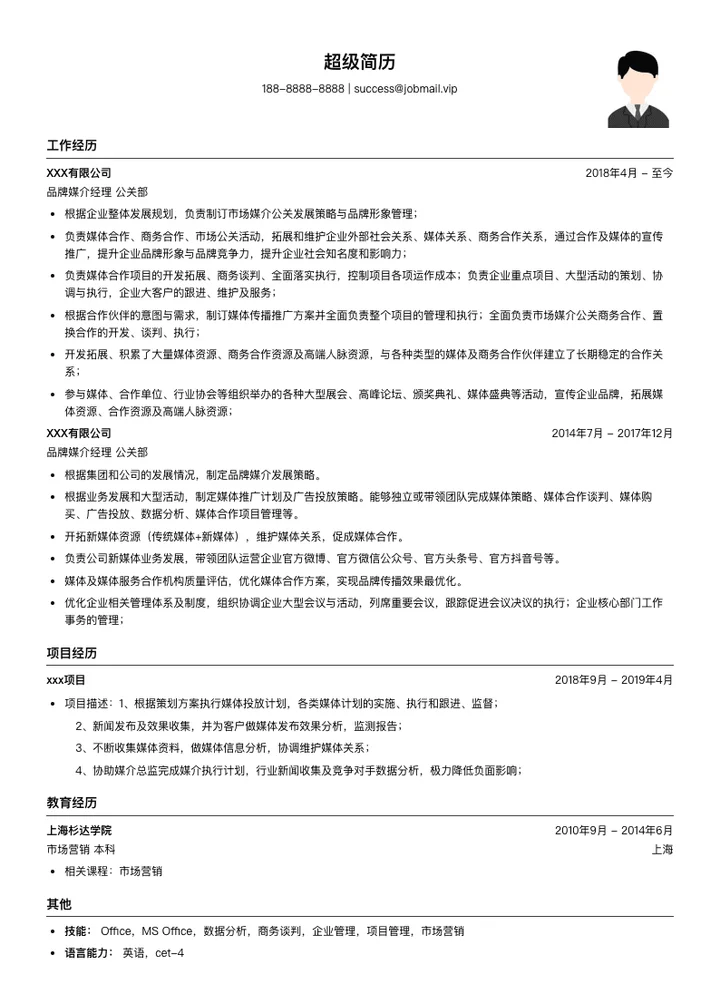 超级简历
188-8888-8888 | success@jobmail.vip
工作经历
XXX有限公司 2018年4月 – 至今
品牌媒介经理 公关部
• 根据企业整体发展规划，负责制订市场媒介公关发展策略与品牌形象管理；
• 负责媒体合作、商务合作、市场公关活动，拓展和维护企业外部社会关系、媒体关系、商务合作关系，通过合作及媒体的宣传
推广，提升企业品牌形象与品牌竞争力，提升企业社会知名度和影响力；
• 负责媒体合作项目的开发拓展、商务谈判、全面落实执行，控制项目各项运作成本；负责企业重点项目、大型活动的策划、协
调与执行，企业大客户的跟进、维护及服务；
• 根据合作伙伴的意图与需求，制订媒体传播推广方案并全面负责整个项目的管理和执行；全面负责市场媒介公关商务合作、置
换合作的开发、谈判、执行；
• 开发拓展、积累了大量媒体资源、商务合作资源及高端人脉资源，与各种类型的媒体及商务合作伙伴建立了长期稳定的合作关
系；
• 参与媒体、合作单位、行业协会等组织举办的各种大型展会、高峰论坛、颁奖典礼、媒体盛典等活动，宣传企业品牌，拓展媒
体资源、合作资源及高端人脉资源；
XXX有限公司 2014年7月 – 2017年12月
品牌媒介经理 公关部
• 根据集团和公司的发展情况，制定品牌媒介发展策略。
• 根据业务发展和大型活动，制定媒体推广计划及广告投放策略。能够独立或带领团队完成媒体策略、媒体合作谈判、媒体购
买、广告投放、数据分析、媒体合作项目管理等。
• 开拓新媒体资源（传统媒体+新媒体），维护媒体关系，促成媒体合作。
• 负责公司新媒体业务发展，带领团队运营企业官方微博、官方微信公众号、官方头条号、官方抖音号等。
• 媒体及媒体服务合作机构质量评估，优化媒体合作方案，实现品牌传播效果最优化。
• 优化企业相关管理体系及制度，组织协调企业大型会议与活动，列席重要会议，跟踪促进会议决议的执行；企业核心部门工作
事务的管理；
项目经历
xxx项目 2018年9月 – 2019年4月
• 项目描述：1、根据策划方案执行媒体投放计划，各类媒体计划的实施、执行和跟进、监督；
2、新闻发布及效果收集，并为客户做媒体发布效果分析，监测报告；
3、不断收集媒体资料，做媒体信息分析，协调维护媒体关系；
4、协助媒介总监完成媒介执行计划，行业新闻收集及竞争对手数据分析，极力降低负面影响；
教育经历
上海杉达学院 2010年9月 – 2014年6月
市场营销 本科 上海
• 相关课程：市场营销
其他
• 技能： Office，MS Office，数据分析，商务谈判，企业管理，项目管理，市场营销
• 语言能力： 英语，cet-4